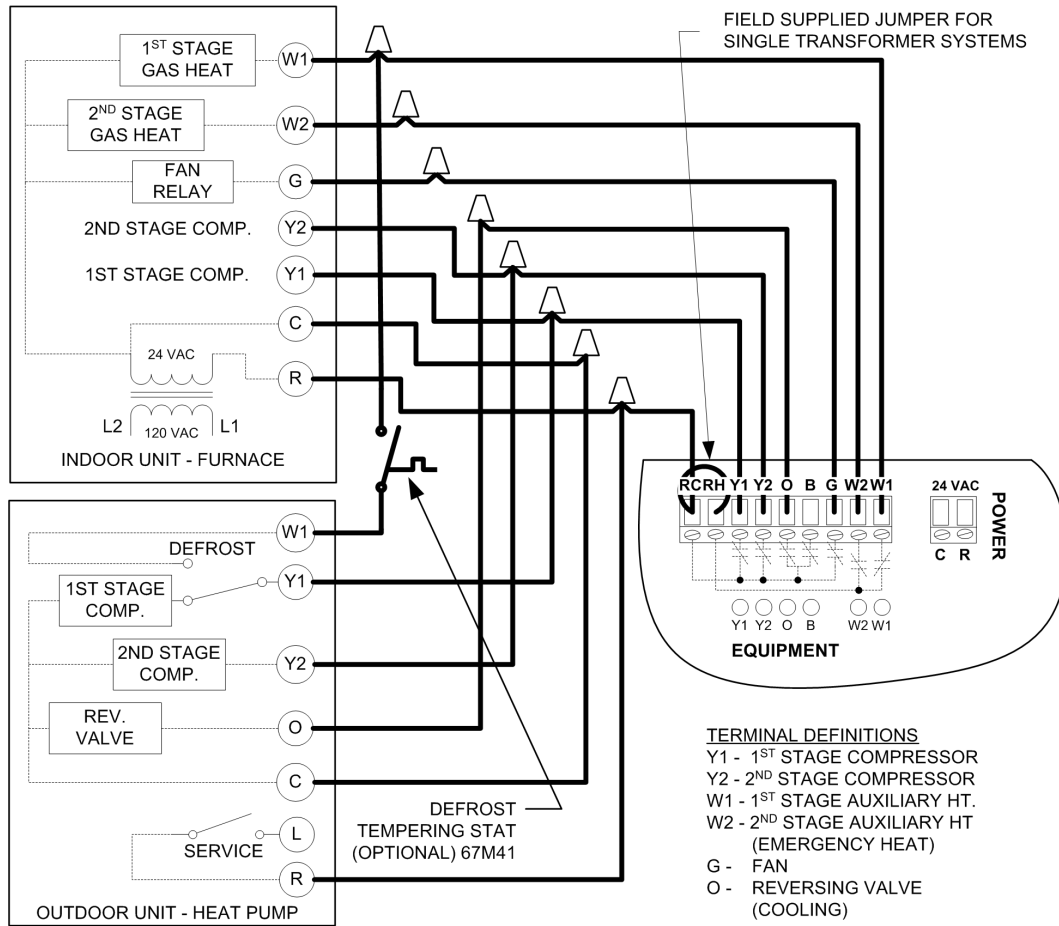 FIELD SUPPLIED JUMPER FOR
SINGLE TRANSFORMER SYSTEMS
1ST STAGE
GAS HEAT
W1
2ND STAGE
GAS HEAT
W2
FAN
RELAY
G
2ND STAGE COMP.
Y2
1ST STAGE COMP.
Y1
C
24 VAC
R
L2
120 VAC
L1
INDOOR UNIT - FURNACE
RC RH Y1 Y2 O B G W2 W1
24 VAC
C R
POWER
Y1 Y2 O B W2 W1
EQUIPMENT
W1
DEFROST
1ST STAGE
COMP.
Y1
2ND STAGE
COMP.
Y2
REV.
VALVE
O
C
SERVICE
L
R
OUTDOOR UNIT - HEAT PUMP
DEFROST
TEMPERING STAT
(OPTIONAL) 67M41
TERMINAL DEFINITIONS
Y1 - 1ST STAGE COMPRESSOR
Y2 - 2ND STAGE COMPRESSOR
W1 - 1ST STAGE AUXILIARY HT.
W2 - 2ND STAGE AUXILIARY HT
(EMERGENCY HEAT)
G - FAN
O - REVERSING VALVE
(COOLING)